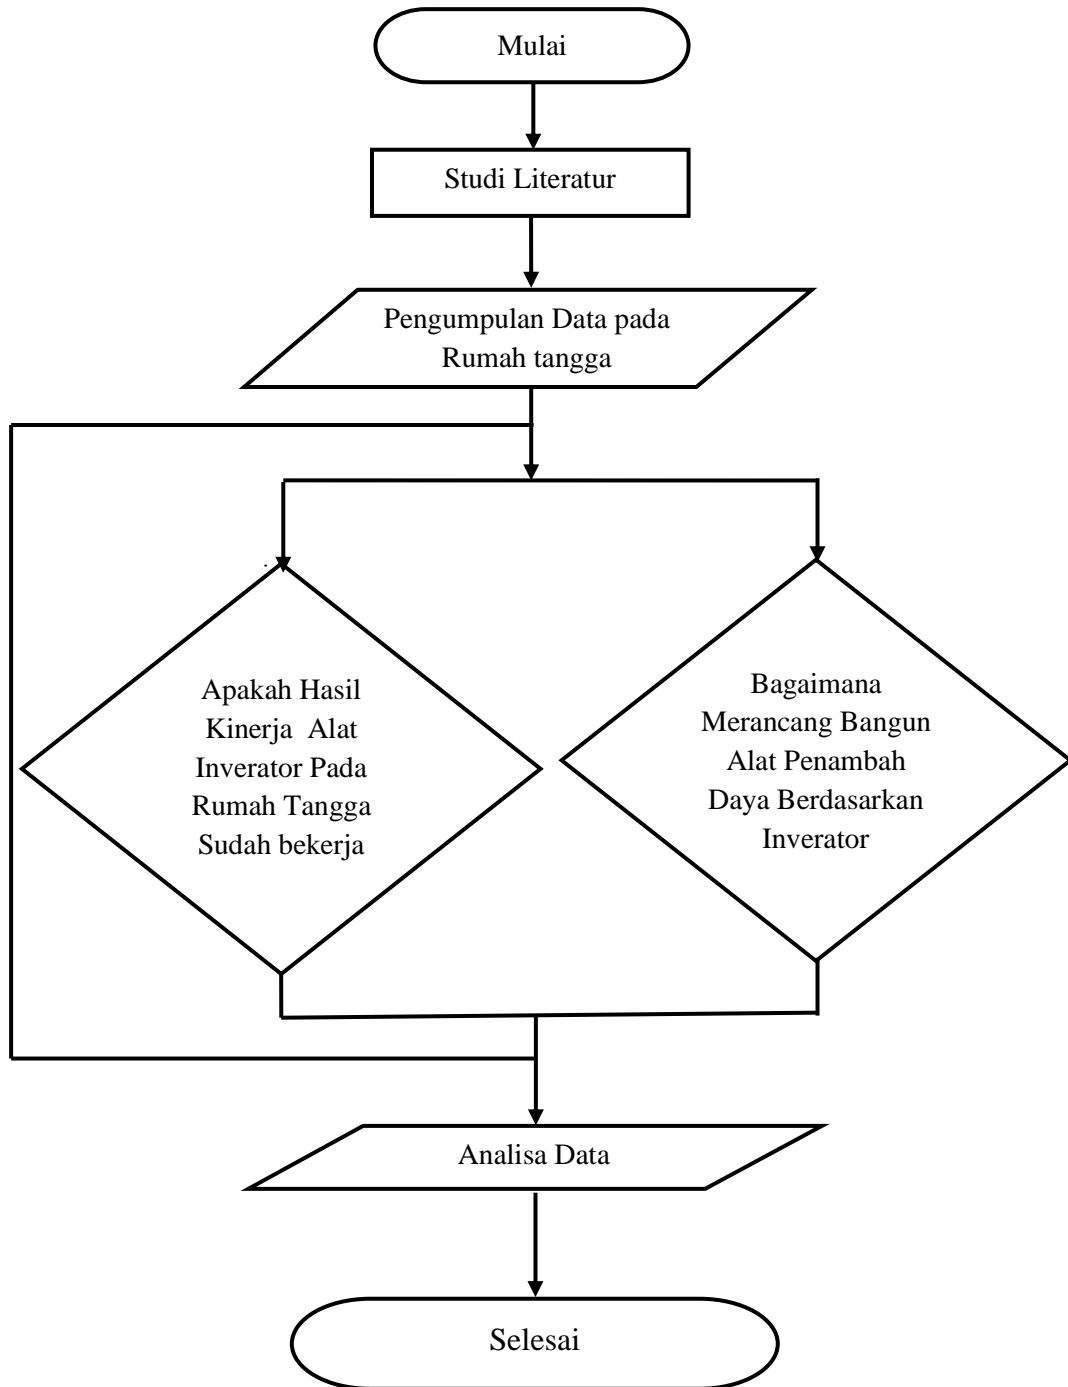 Mulai
Studi Literatur
Pengumpulan Data pada
Rumah tangga
Apakah Hasil
Kinerja  Alat
Inverator Pada
Rumah Tangga
Sudah bekerja
Bagaimana
Merancang Bangun
Alat Penambah
Daya Berdasarkan
Inverator
Analisa Data
Selesai